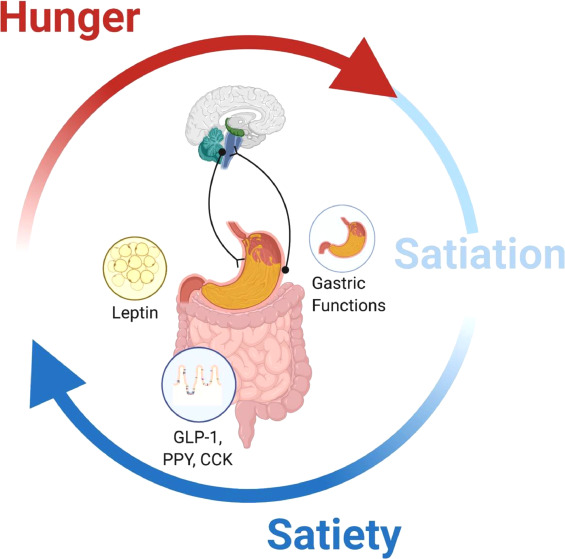 Hunger
Satiation
Gastric
Functions
Leptin
GLP-1,
PPY, CCK
Satiety